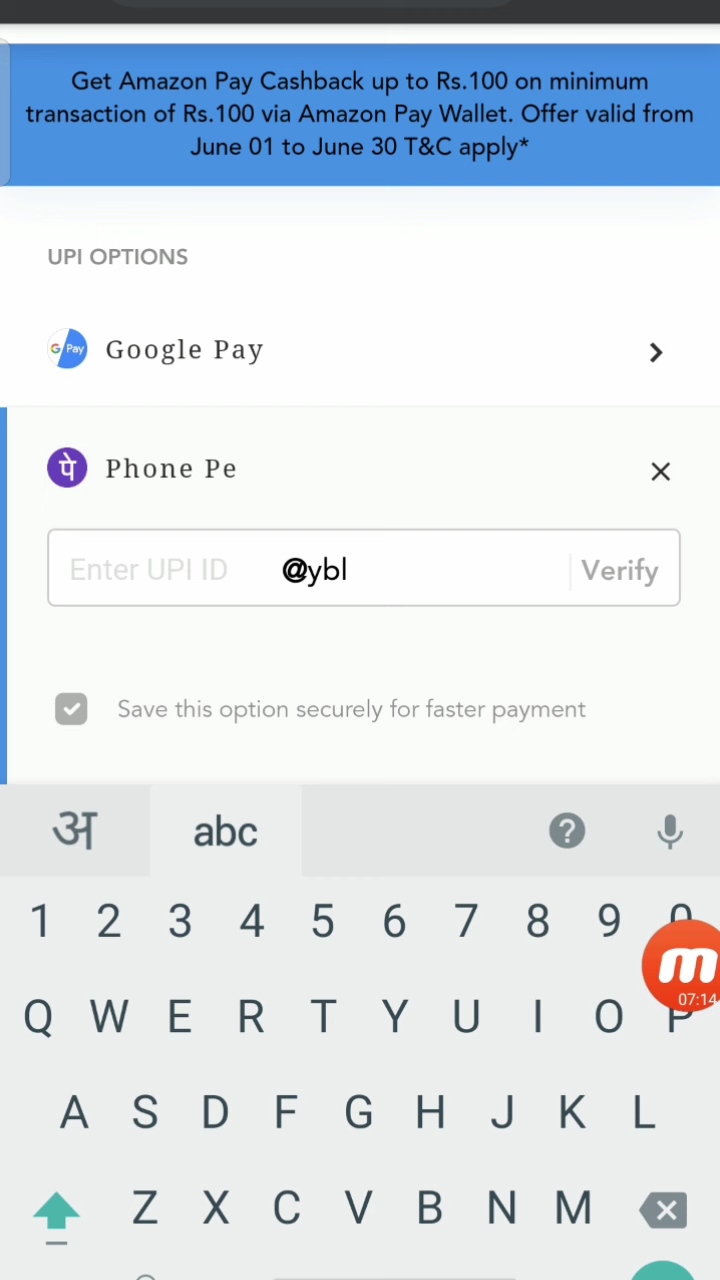 Get Amazon Pay Cashback up to Rs.100 on minimum
transaction of Rs.100 via Amazon Pay Wallet. Offer valid from
June 01 to June 30 T&C apply*
UPI OPTIONS
G Pay Google Pay
पे Phone Pe
Enter UPI ID @ybl Verify
Save this option securely for faster payment
अ abc ?
1 2 3 4 5 6 7 8 9 0
m
07:14
Q W E R T Y U I O P
A S D F G H J K L
Z X C V B N M